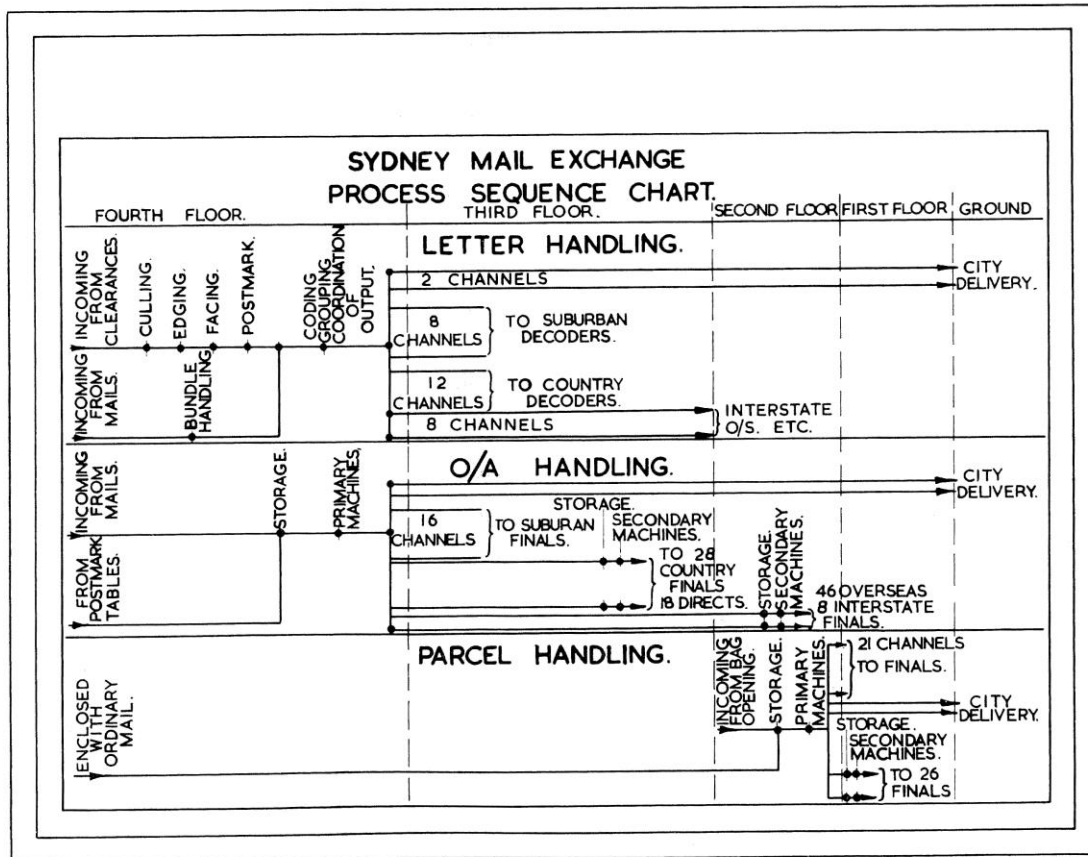 SYDNEY MAIL EXCHANGE
PROCESS SEQUENCE CHART.
FOURTH FLOOR.
THIRD FLOOR.
SECOND FLOOR
FIRST FLOOR
GROUND
LETTER HANDLING.
INCOMING
FROM
CLEARANCES.
CULLING.
EDGING.
FACING.
POSTMARK.
CODING
GROUPING
COORDINATION
OF
OUTPUT.
2 CHANNELS
CITY
DELIVERY.
8
CHANNELS
TO SUBURBAN
DECODERS.
INCOMING
FROM
MAILS.
BUNDLE
HANDLING
12
CHANNELS
TO COUNTRY
DECODERS.
8 CHANNELS
INTERSTATE
O/S. ETC.
O/A HANDLING.
INCOMING
FROM
MAILS.
STORAGE.
PRIMARY
MACHINES.
CITY
DELIVERY.
16
CHANNELS
TO SUBURAN
FINALS.
STORAGE.
SECONDARY
MACHINES.
TO 28
COUNTRY
FINALS
18 DIRECTS.
FROM
POSTMARK
TABLES.
STORAGE.
SECONDARY
MACHINES.
46 OVERSEAS
8 INTERSTATE
FINALS.
PARCEL HANDLING.
ENCLOSED
WITH
ORDINARY
MAIL.
INCOMING
FROM BAG
OPENING.
STORAGE.
PRIMARY
MACHINES.
21 CHANNELS
TO FINALS.
CITY
DELIVERY.
STORAGE.
SECONDARY
MACHINES.
TO 26
FINALS